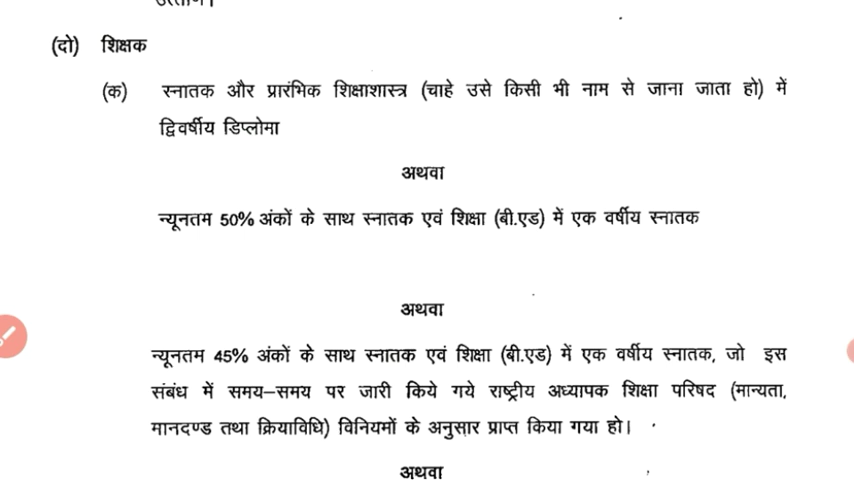 उत्तीर्ण।
(दो) शिक्षक
(क) स्नातक और प्रारंभिक शिक्षाशास्त्र (चाहे उसे किसी भी नाम से जाना जाता हो) में
द्विवर्षीय डिप्लोमा
अथवा
न्यूनतम 50% अंकों के साथ स्नातक एवं शिक्षा (बी.एड) में एक वर्षीय स्नातक
अथवा
न्यूनतम 45% अंकों के साथ स्नातक एवं शिक्षा (बी.एड) में एक वर्षीय स्नातक, जो इस
संबंध में समय–समय पर जारी किये गये राष्ट्रीय अध्यापक शिक्षा परिषद (मान्यता,
मानदण्ड तथा क्रियाविधि) विनियमों के अनुसार प्राप्त किया गया हो।
अथवा